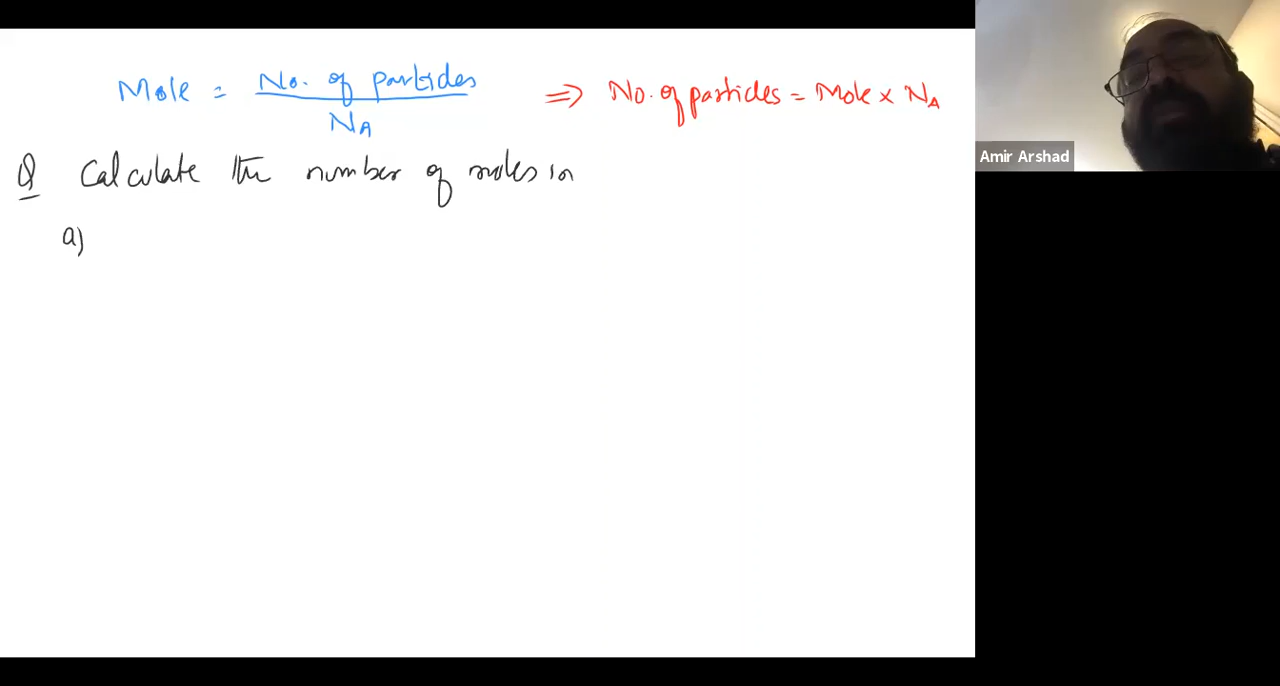 Mole = No. of particles / NA ⇒ No. of particles = Mole × NA
Q Calculate the number of moles in
a)
Amir Arshad